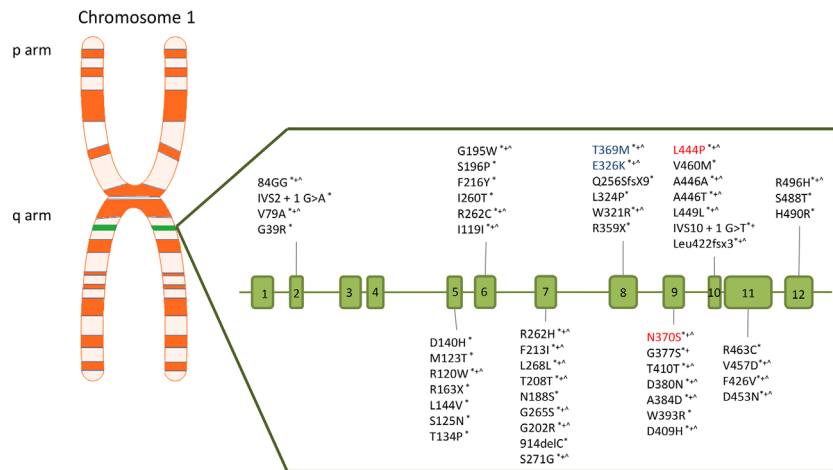 Chromosome 1
p arm
q arm
84GG *+^
IVS2 + 1 G>A *
V79A *+^
G39R *
G195W *+^
S196P *
F216Y *
I260T *
R262C *+^
I119I *+^
T369M *+^
E326K *+^
Q256SfsX9 *
L324P *
W321R *+^
R359X *
L444P *+^
V460M *
A446A *+^
A446T *+^
L449L *+^
IVS10 + 1 G>T *+
Leu422fsx3 *+^
R496H *+^
S488T *
H490R *
1 2 3 4 5 6 7 8 9 10 11 12
D140H *
M123T *
R120W *+^
R163X *
L144V *
S125N *
T134P *
R262H *+^
F213I *+^
L268L *+^
T208T *+^
N188S *
G265S *+^
G202R *+^
914delC *
S271G *+^
N370S *+^
G377S *+
T410T *+^
D380N *+^
A384D *+^
W393R *
D409H *+^
R463C *
V457D *+^
F426V *+^
D453N *+^